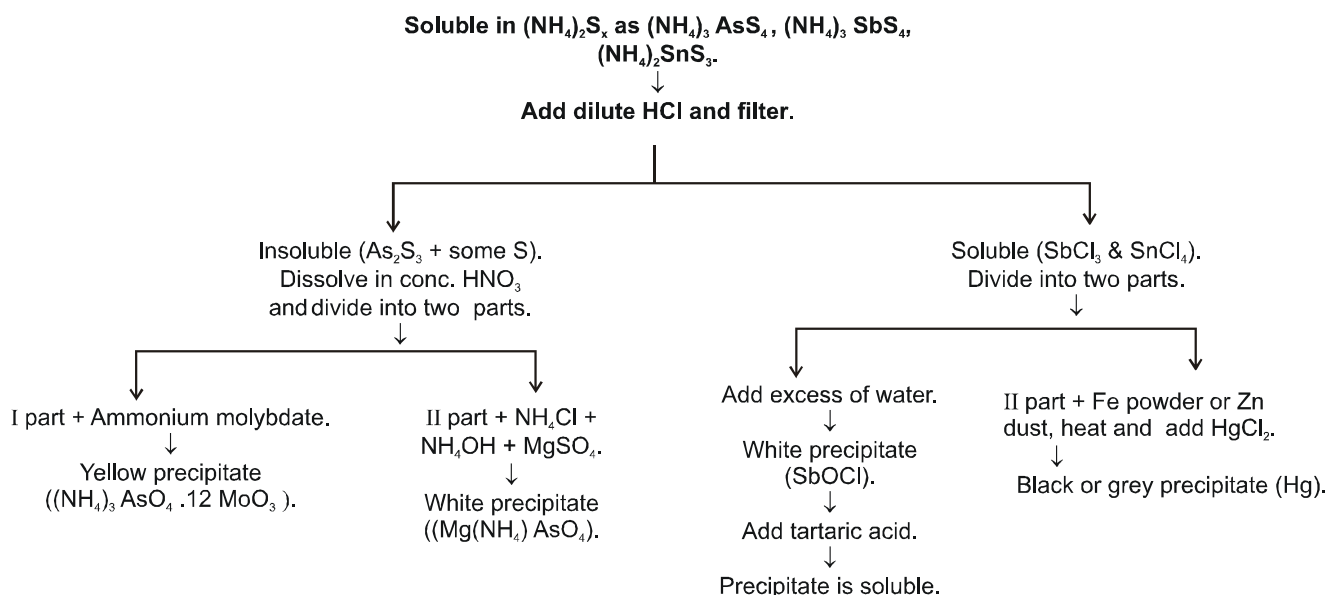 Soluble in (NH₄)₂Sₓ as (NH₄)₃ AsS₄ , (NH₄)₃ SbS₄,
(NH₄)₂SnS₃.
↓
Add dilute HCl and filter.
Insoluble (As₂S₃ + some S).
Dissolve in conc. HNO₃
and divide into two parts.
↓
I part + Ammonium molybdate.
↓
Yellow precipitate
((NH₄)₃ AsO₄ .12 MoO₃ ).
II part + NH₄Cl +
NH₄OH + MgSO₄.
↓
White precipitate
((Mg(NH₄) AsO₄).
Soluble (SbCl₃ & SnCl₄).
Divide into two parts.
↓
Add excess of water.
↓
White precipitate
(SbOCl).
↓
Add tartaric acid.
↓
Precipitate is soluble.
II part + Fe powder or Zn
dust, heat and add HgCl₂.
↓
Black or grey precipitate (Hg).